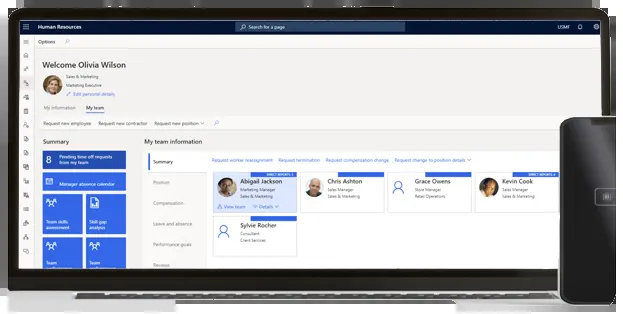 Human Resources
Search for a page
USMF
Options
Welcome Olivia Wilson
Sales & Marketing
Marketing Executive
Edit personal details
My information My team
Request new employee Request new contractor Request new position
Summary
My team information
8 Pending time off requests from my team
Manager absence calendar
Team skills assessment
Skill gap analysis
Team
Team
Summary
Position
Compensation
Leave and absence
Performance goals
Reviews
Request worker reassignment Request termination Request compensation change Request change to position details
Abigail Jackson
Marketing Manager
Sales & Marketing
View team Details
Chris Ashton
Sales Manager
Sales & Marketing
Grace Owens
Store Manager
Retail Operations
Kevin Cook
Sales Manager
Sales & Marketing
Sylvie Rocher
Consultant
Client Services